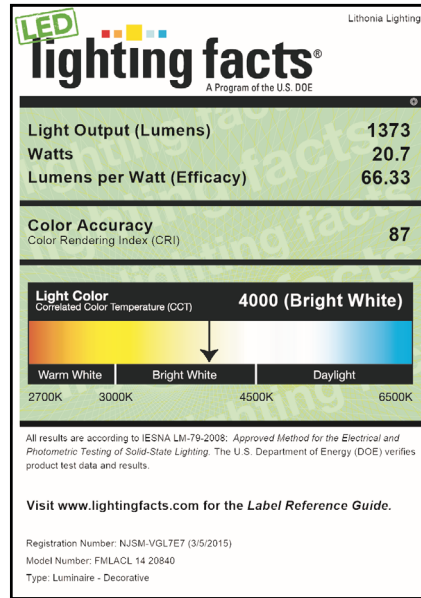 Lithonia Lighting
LED
lighting facts®
A Program of the U.S. DOE
Light Output (Lumens) 1373
Watts 20.7
Lumens per Watt (Efficacy) 66.33
Color Accuracy
Color Rendering Index (CRI) 87
Light Color
Correlated Color Temperature (CCT) 4000 (Bright White)
Warm White Bright White Daylight
2700K 3000K 4500K 6500K
All results are according to IESNA LM-79-2008: Approved Method for the Electrical and
Photometric Testing of Solid-State Lighting. The U.S. Department of Energy (DOE) verifies
product test data and results.
Visit www.lightingfacts.com for the Label Reference Guide.
Registration Number: NJSM-VGL7E7 (3/5/2015)
Model Number: FMLACL 14 20840
Type: Luminaire - Decorative